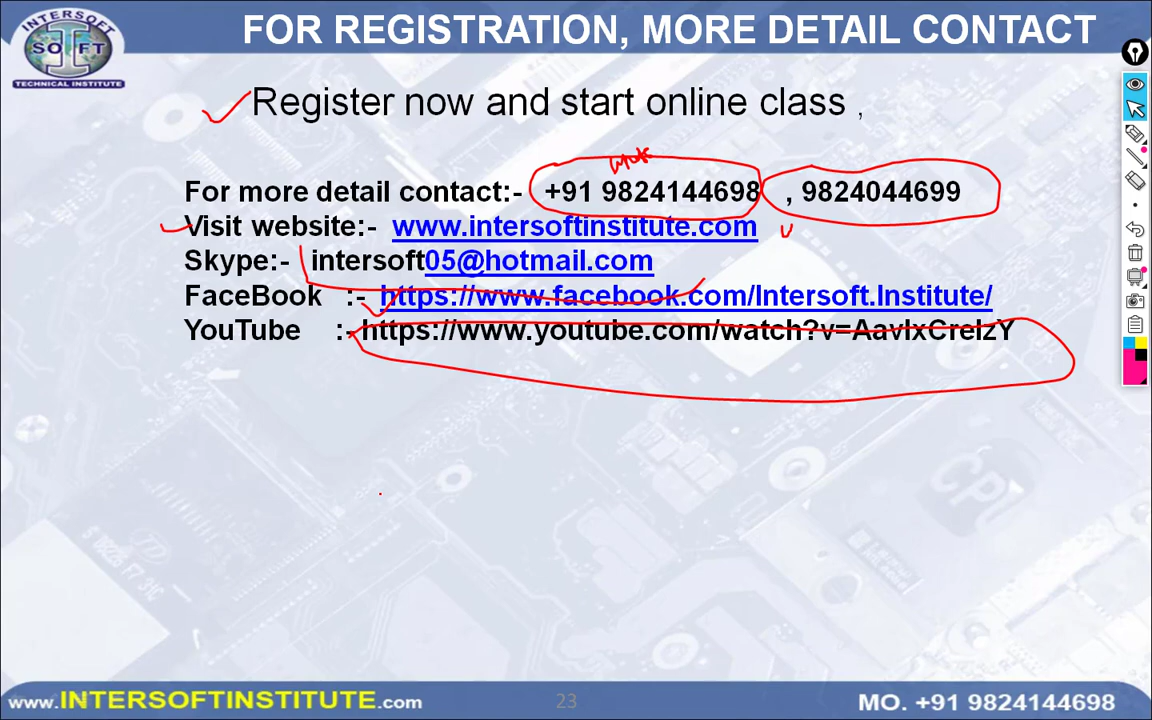 INTERSOFT
SOFT
TECHNICAL INSTITUTE
FOR REGISTRATION, MORE DETAIL CONTACT
Register now and start online class ,
For more detail contact:- +91 9824144698 , 9824044699
Visit website:- www.intersoftinstitute.com
Skype:- intersoft05@hotmail.com
FaceBook :- https://www.facebook.com/Intersoft.Institute/
YouTube :- https://www.youtube.com/watch?v=AavIxCreIzY
CPU
www.INTERSOFTINSTITUTE.com
23
MO. +91 9824144698